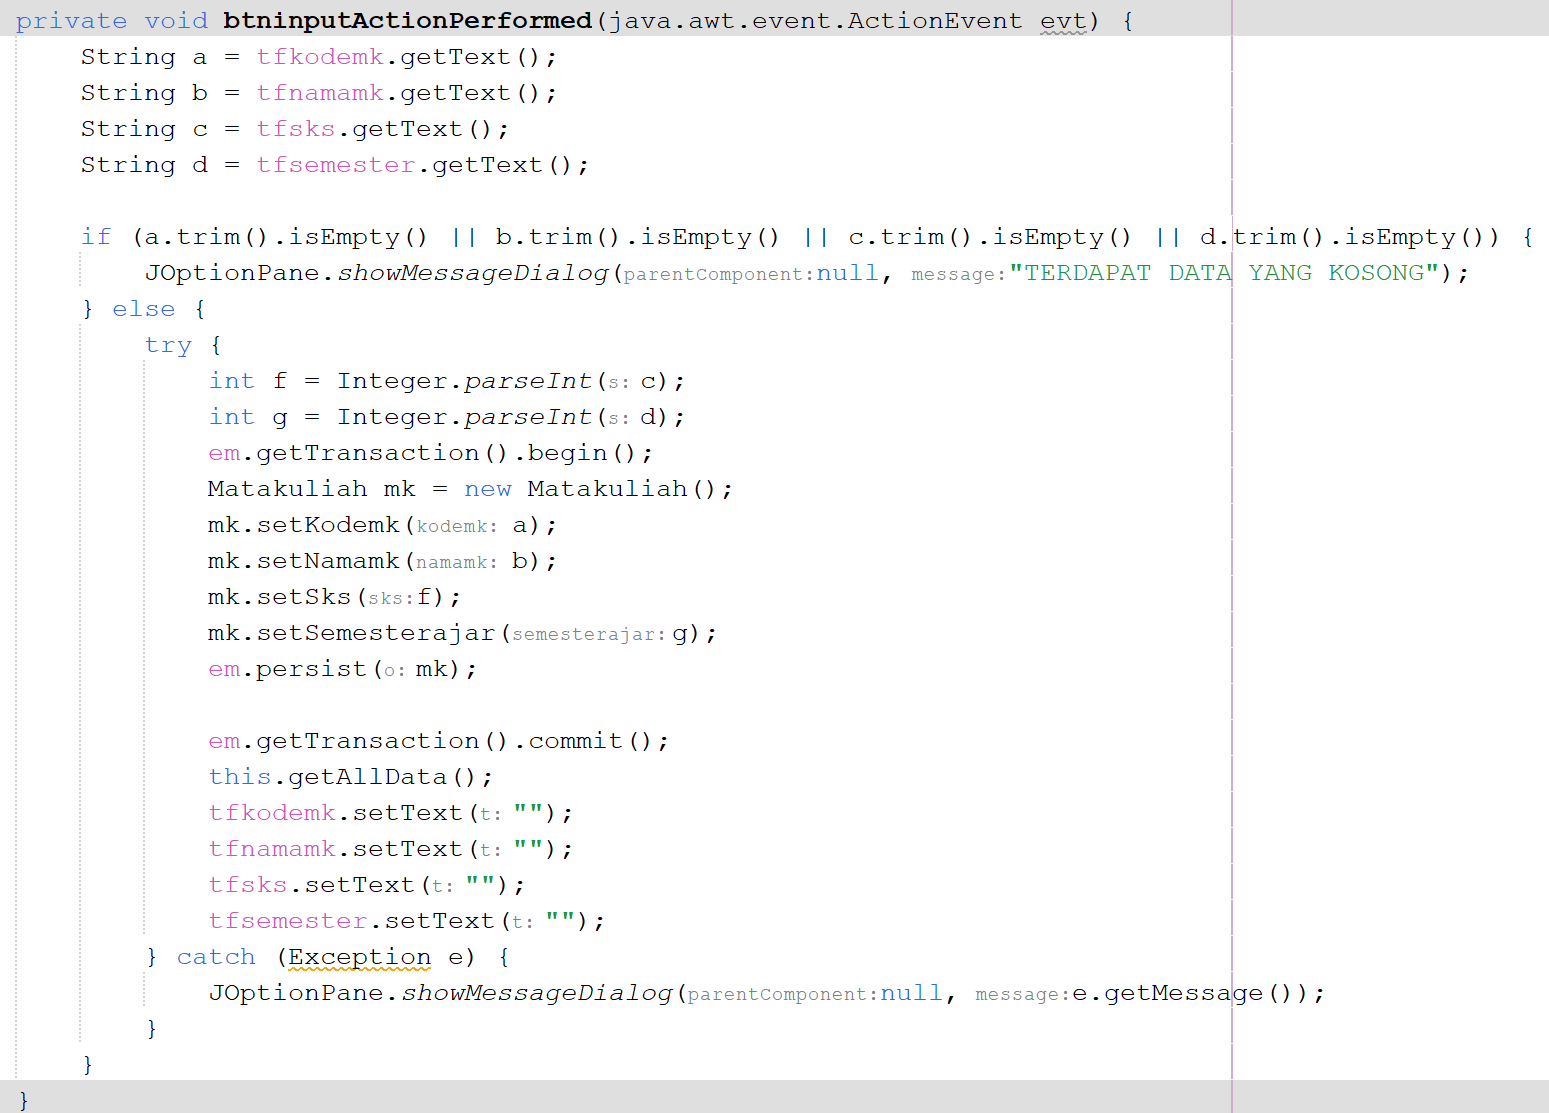 private void btninputActionPerformed(java.awt.event.ActionEvent evt) {
String a = tfkodemk.getText();
String b = tfnamamk.getText();
String c = tfsks.getText();
String d = tfsemester.getText();
if (a.trim().isEmpty() || b.trim().isEmpty() || c.trim().isEmpty() || d.trim().isEmpty()) {
JOptionPane.showMessageDialog(parentComponent:null, message:"TERDAPAT DATA YANG KOSONG");
} else {
try {
int f = Integer.parseInt(s: c);
int g = Integer.parseInt(s: d);
em.getTransaction().begin();
Matakuliah mk = new Matakuliah();
mk.setKodemk(kodemk: a);
mk.setNamamk(namamk: b);
mk.setSks(sks:f);
mk.setSemesterajar(semesterajar: g);
em.persist(o: mk);
em.getTransaction().commit();
this.getAllData();
tfkodemk.setText(t: "");
tfnamamk.setText(t: "");
tfsks.setText(t: "");
tfsemester.setText(t: "");
} catch (Exception e) {
JOptionPane.showMessageDialog(parentComponent:null, message:e.getMessage());
}
}
}